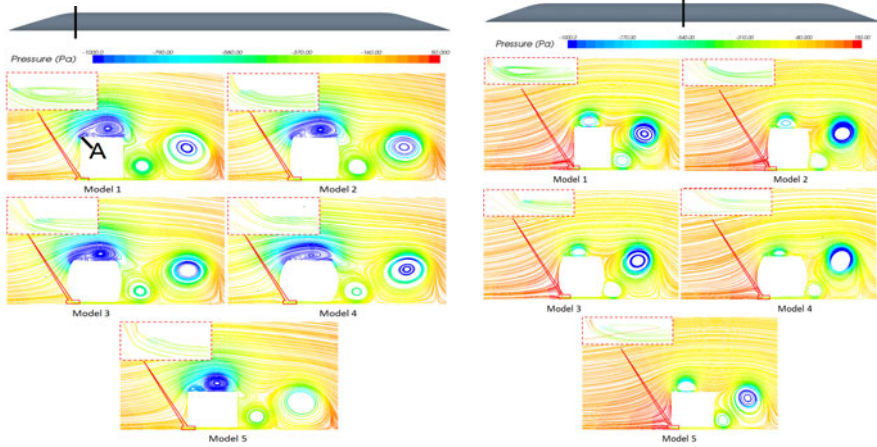 Pressure (Pa) -1000.0 -790.00 -580.00 -370.00 -160.00 50.000
A
Model 1 Model 2
Model 3 Model 4
Model 5
Pressure (Pa) -1000.0 -770.00 -540.00 -310.00 -80.000 150.00
Model 1 Model 2
Model 3 Model 4
Model 5